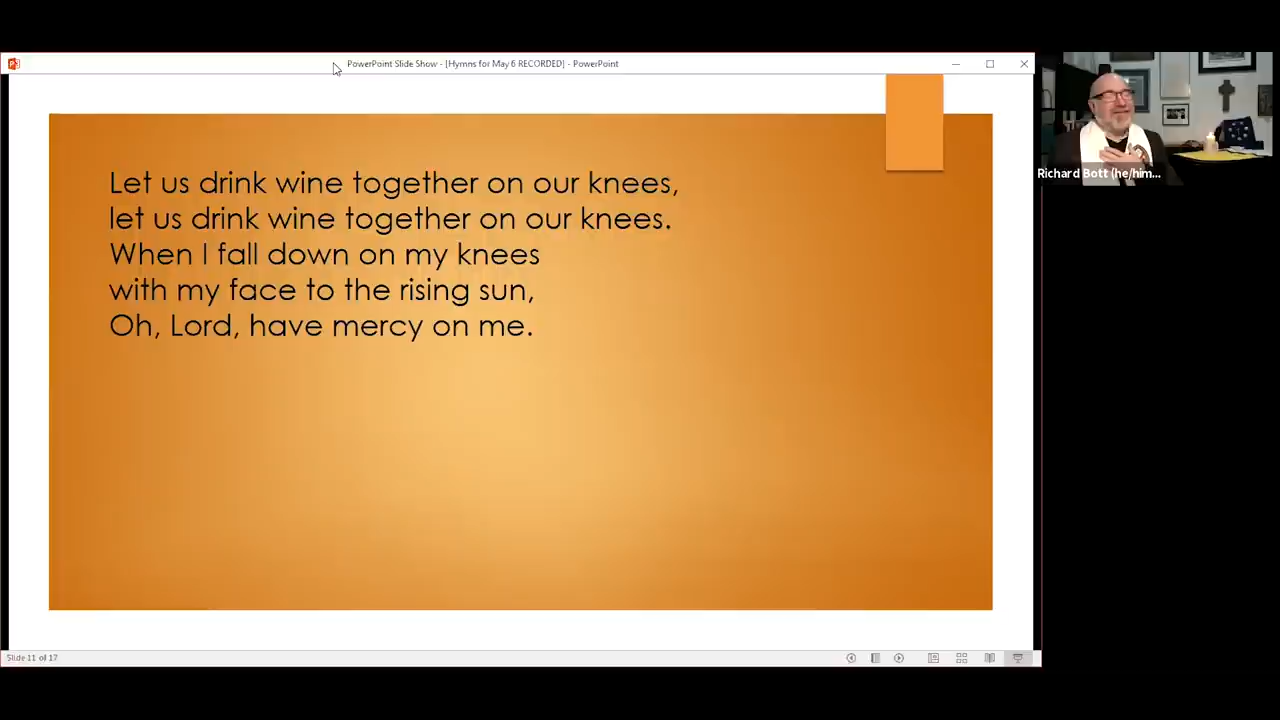 PowerPoint Slide Show - [Hymns for May 6 RECORDED] - PowerPoint
Let us drink wine together on our knees,
let us drink wine together on our knees.
When I fall down on my knees
with my face to the rising sun,
Oh, Lord, have mercy on me.
Richard Bott (he/him...
Slide 11 of 17